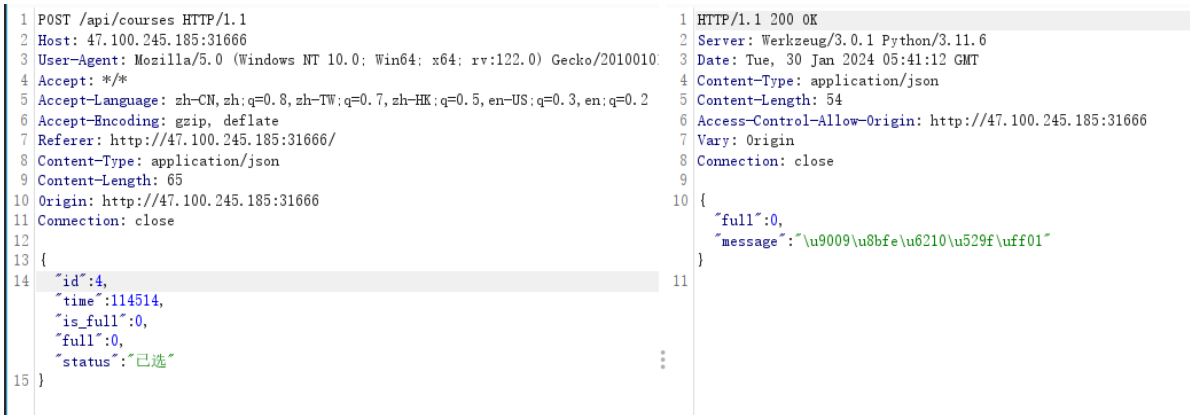 1 POST /api/courses HTTP/1.1
2 Host: 47.100.245.185:31666
3 User-Agent: Mozilla/5.0 (Windows NT 10.0; Win64; x64; rv:122.0) Gecko/2010010
4 Accept: */*
5 Accept-Language: zh-CN,zh;q=0.8,zh-TW;q=0.7,zh-HK;q=0.5,en-US;q=0.3,en;q=0.2
6 Accept-Encoding: gzip, deflate
7 Referer: http://47.100.245.185:31666/
8 Content-Type: application/json
9 Content-Length: 65
10 Origin: http://47.100.245.185:31666
11 Connection: close
12
13 {
14 "id":4,
"time":114514,
"is_full":0,
"full":0,
"status":"已选"
15 }
1 HTTP/1.1 200 OK
2 Server: Werkzeug/3.0.1 Python/3.11.6
3 Date: Tue, 30 Jan 2024 05:41:12 GMT
4 Content-Type: application/json
5 Content-Length: 54
6 Access-Control-Allow-Origin: http://47.100.245.185:31666
7 Vary: Origin
8 Connection: close
9
10 {
"full":0,
"message":"\u9009\u8bfe\u6210\u529f\uff01"
}
11